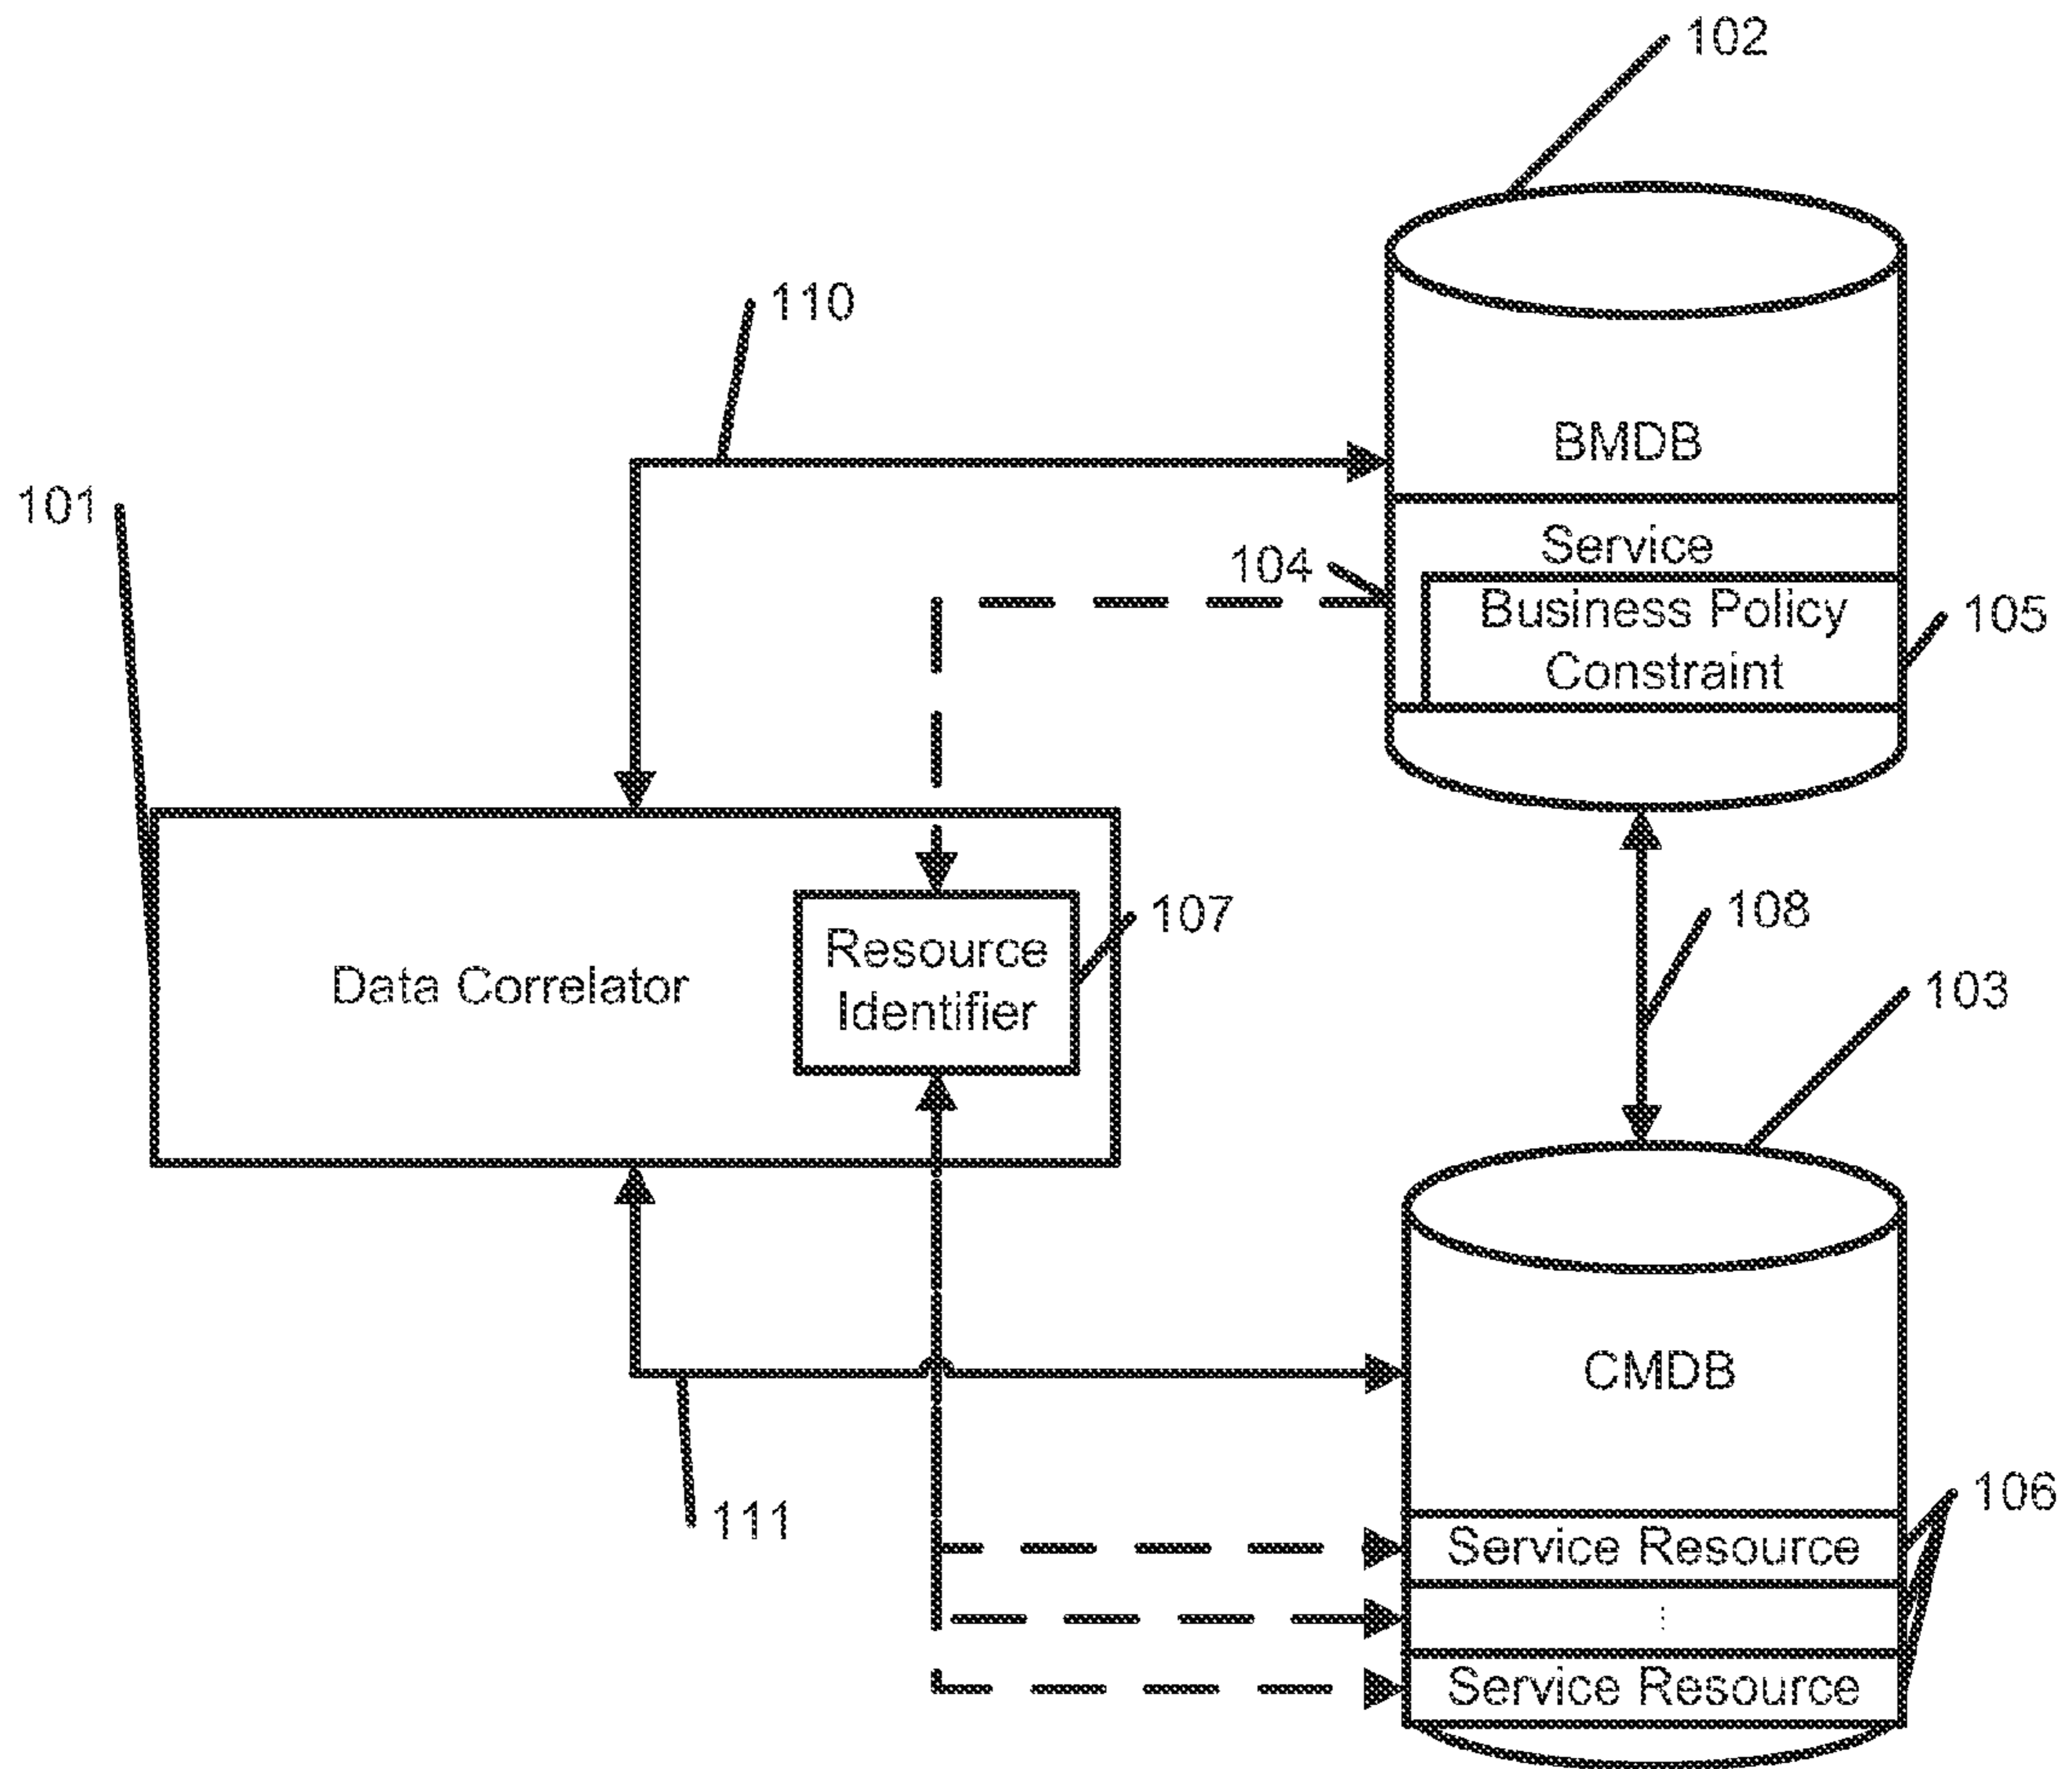 102
110
BMDB
101
Service
104
Business Policy
Constraint
105
107
108
Resource
Identifier
Data Correlator
103
CMDB
111
106
Service Resource
⋮
Service Resource